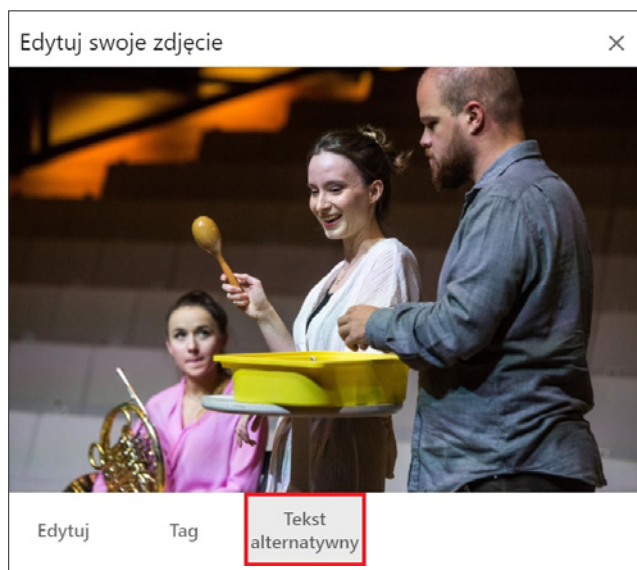 Edytuj swoje zdjęcie
Edytuj
Tag
Tekst
alternatywny